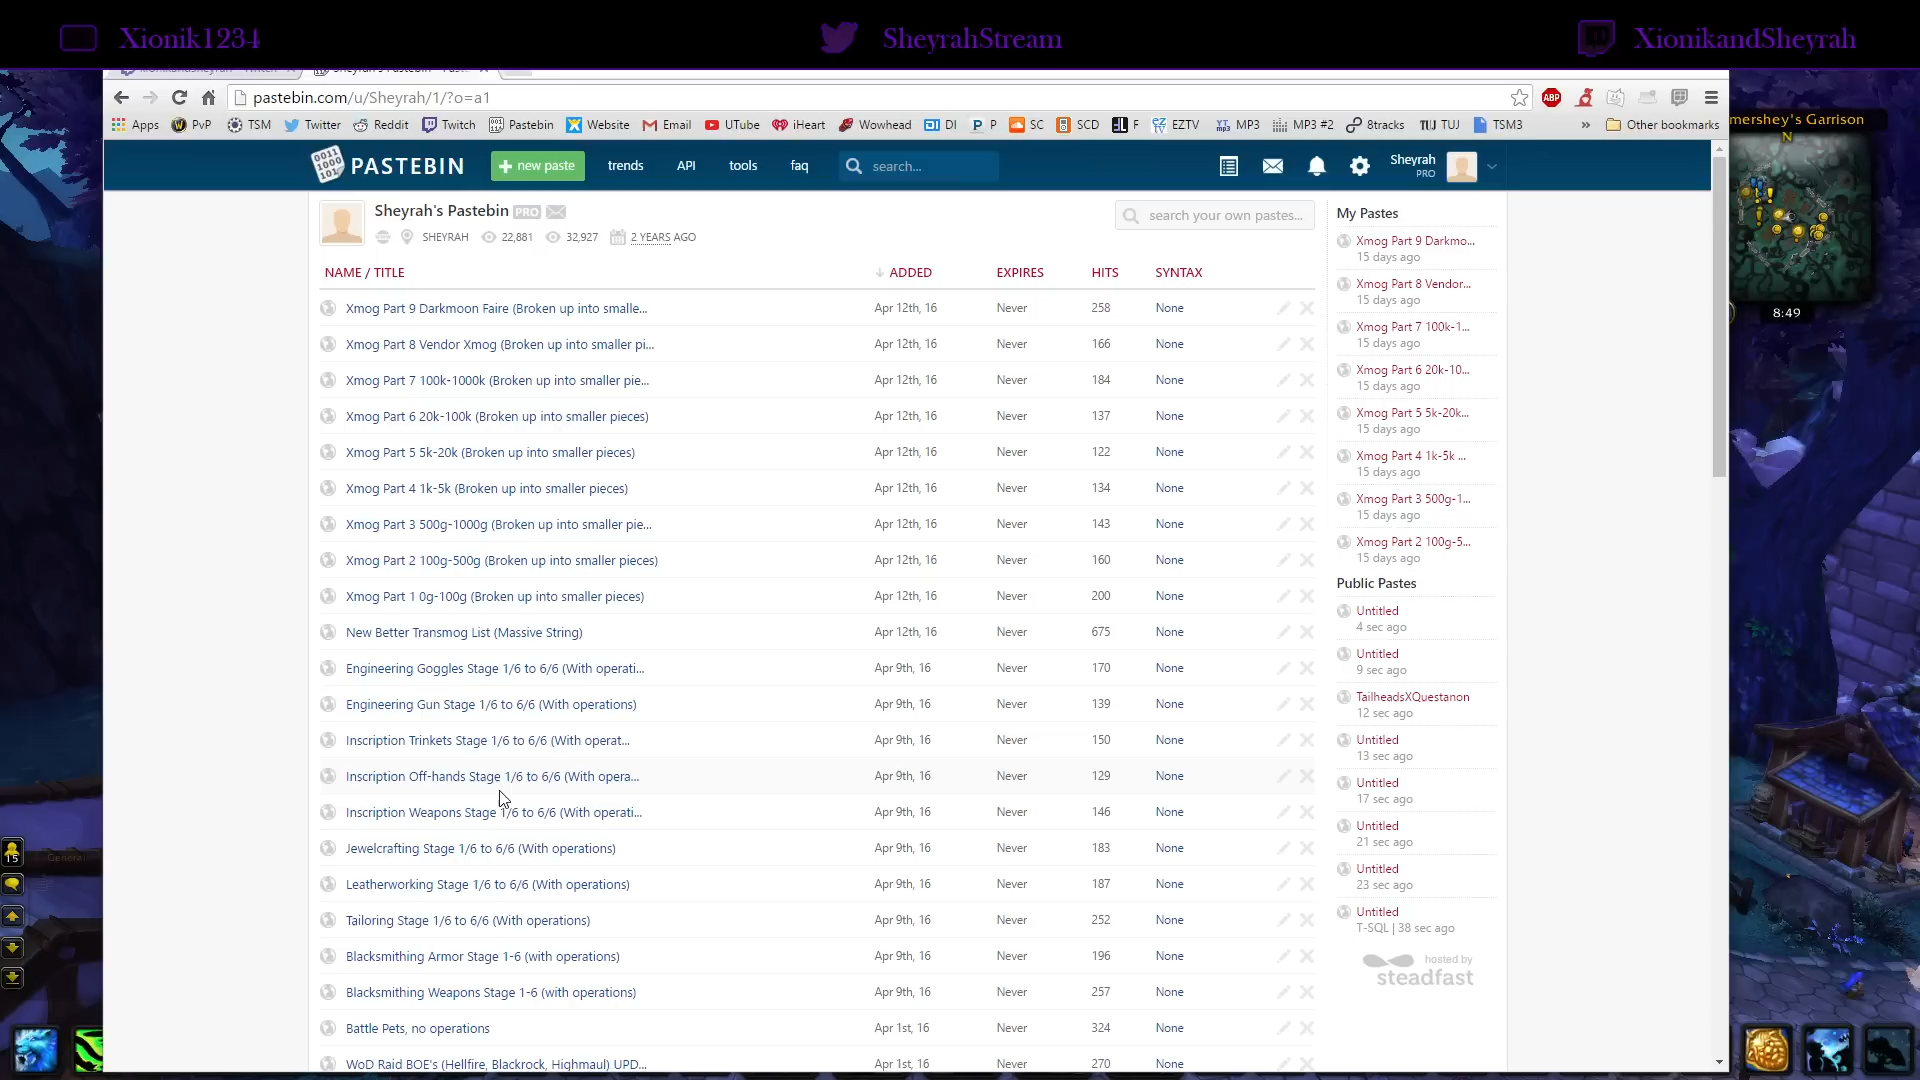 Xionik1234
SheyrahStream
XionikandSheyrah
pastebin.com/u/Sheyrah/1/?o=a1
ABP
Apps
PvP
TSM
Twitter
Reddit
Twitch
Pastebin
Website
Email
UTube
iHeart
Wowhead
DI
P
SC
SCD
F
EZTV
MP3
MP3 #2
8tracks
TUJ
TSM3
»
Other bookmarks
mershey's Garrison
N
8:49
PASTEBIN
new paste
trends
API
tools
faq
search...
Sheyrah
PRO
Sheyrah's Pastebin PRO
SHEYRAH 22,881 32,927 2 YEARS AGO
search your own pastes...
NAME / TITLE ADDED EXPIRES HITS SYNTAX
Xmog Part 9 Darkmoon Faire (Broken up into smalle... Apr 12th, 16 Never 258 None
Xmog Part 8 Vendor Xmog (Broken up into smaller pi... Apr 12th, 16 Never 166 None
Xmog Part 7 100k-1000k (Broken up into smaller pie... Apr 12th, 16 Never 184 None
Xmog Part 6 20k-100k (Broken up into smaller pieces) Apr 12th, 16 Never 137 None
Xmog Part 5 5k-20k (Broken up into smaller pieces) Apr 12th, 16 Never 122 None
Xmog Part 4 1k-5k (Broken up into smaller pieces) Apr 12th, 16 Never 134 None
Xmog Part 3 500g-1000g (Broken up into smaller pie... Apr 12th, 16 Never 143 None
Xmog Part 2 100g-500g (Broken up into smaller pieces) Apr 12th, 16 Never 160 None
Xmog Part 1 0g-100g (Broken up into smaller pieces) Apr 12th, 16 Never 200 None
New Better Transmog List (Massive String) Apr 12th, 16 Never 675 None
Engineering Goggles Stage 1/6 to 6/6 (With operati... Apr 9th, 16 Never 170 None
Engineering Gun Stage 1/6 to 6/6 (With operations) Apr 9th, 16 Never 139 None
Inscription Trinkets Stage 1/6 to 6/6 (With operat... Apr 9th, 16 Never 150 None
Inscription Off-hands Stage 1/6 to 6/6 (With opera... Apr 9th, 16 Never 129 None
Inscription Weapons Stage 1/6 to 6/6 (With operati... Apr 9th, 16 Never 146 None
Jewelcrafting Stage 1/6 to 6/6 (With operations) Apr 9th, 16 Never 183 None
Leatherworking Stage 1/6 to 6/6 (With operations) Apr 9th, 16 Never 187 None
Tailoring Stage 1/6 to 6/6 (With operations) Apr 9th, 16 Never 252 None
Blacksmithing Armor Stage 1-6 (with operations) Apr 9th, 16 Never 196 None
Blacksmithing Weapons Stage 1-6 (with operations) Apr 9th, 16 Never 257 None
Battle Pets, no operations Apr 1st, 16 Never 324 None
WoD Raid BOE's (Hellfire, Blackrock, Highmaul) UPD... Apr 1st, 16 Never 270 None
My Pastes
Xmog Part 9 Darkmo...
15 days ago
Xmog Part 8 Vendor...
15 days ago
Xmog Part 7 100k-1...
15 days ago
Xmog Part 6 20k-10...
15 days ago
Xmog Part 5 5k-20k...
15 days ago
Xmog Part 4 1k-5k ...
15 days ago
Xmog Part 3 500g-1...
15 days ago
Xmog Part 2 100g-5...
15 days ago
Public Pastes
Untitled
4 sec ago
Untitled
9 sec ago
TailheadsXQuestanon
12 sec ago
Untitled
13 sec ago
Untitled
17 sec ago
Untitled
21 sec ago
Untitled
23 sec ago
Untitled
T-SQL | 38 sec ago
hosted by
steadfast
15
General